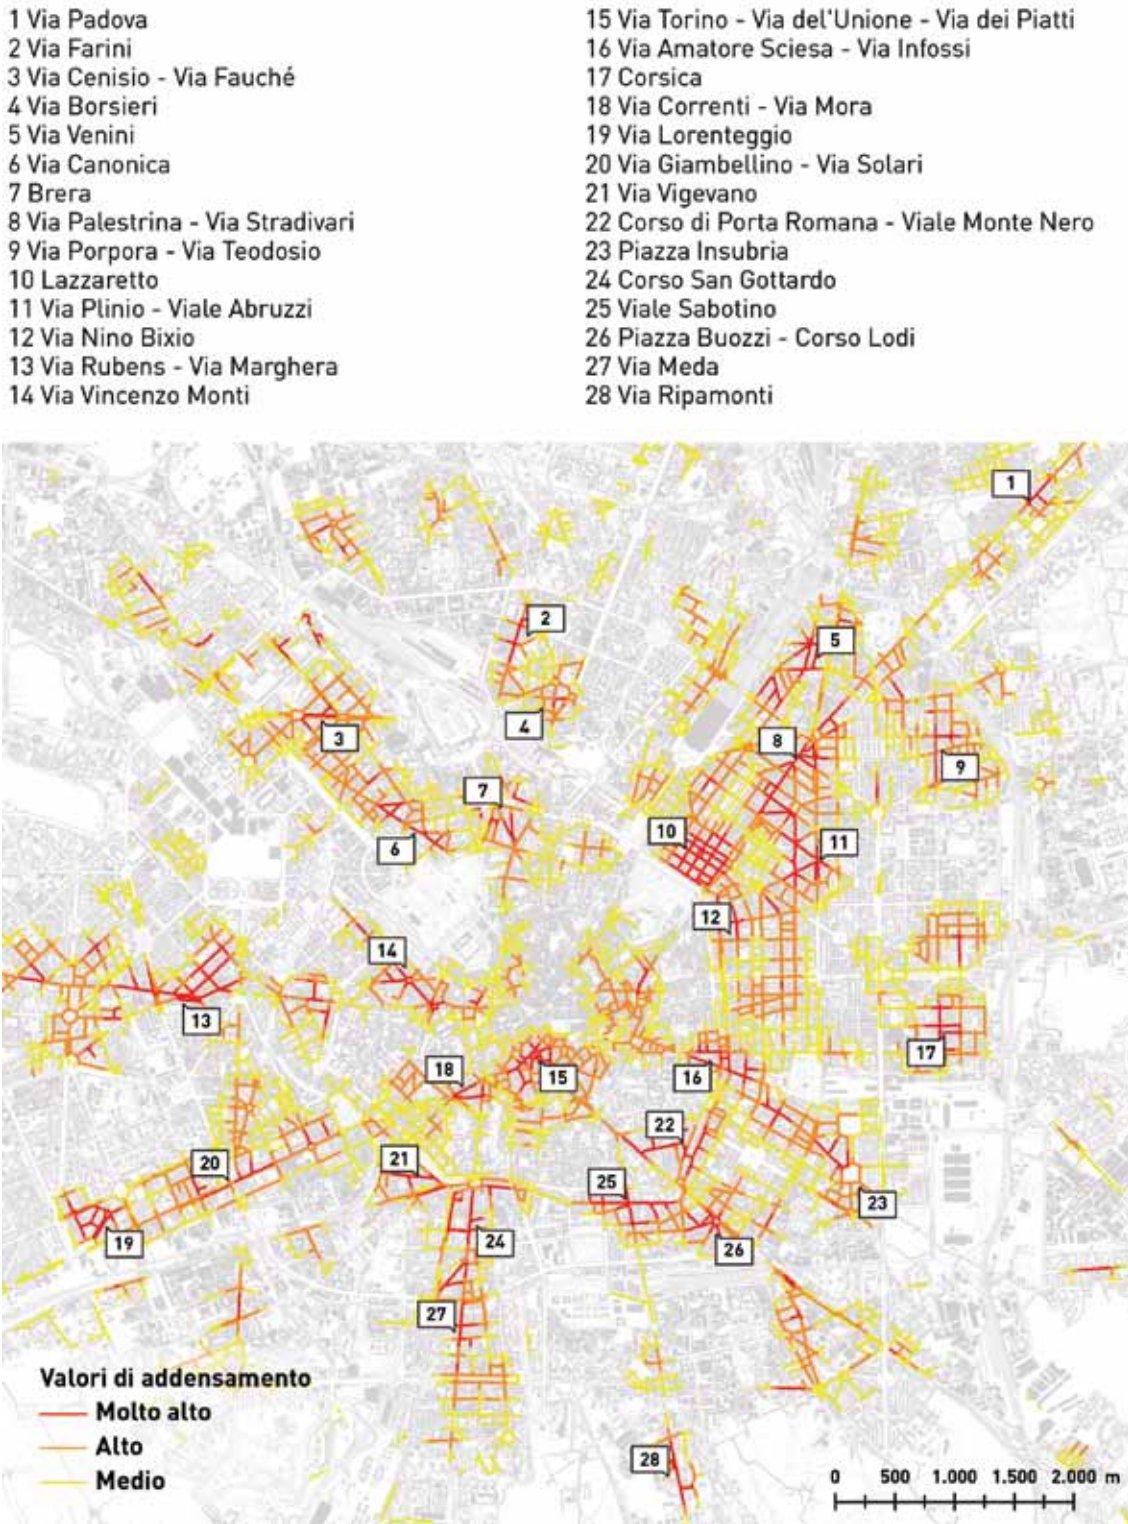 1 Via Padova
2 Via Farini
3 Via Cenisio - Via Fauché
4 Via Borsieri
5 Via Venini
6 Via Canonica
7 Brera
8 Via Palestrina - Via Stradivari
9 Via Porpora - Via Teodosio
10 Lazzaretto
11 Via Plinio - Viale Abruzzi
12 Via Nino Bixio
13 Via Rubens - Via Marghera
14 Via Vincenzo Monti
15 Via Torino - Via del'Unione - Via dei Piatti
16 Via Amatore Sciesa - Via Infossi
17 Corsica
18 Via Correnti - Via Mora
19 Via Lorenteggio
20 Via Giambellino - Via Solari
21 Via Vigevano
22 Corso di Porta Romana - Viale Monte Nero
23 Piazza Insubria
24 Corso San Gottardo
25 Viale Sabotino
26 Piazza Buozzi - Corso Lodi
27 Via Meda
28 Via Ripamonti
1
2
5
4
3
8
9
7
10
11
6
12
14
13
17
18
15
16
22
21
20
25
23
19
24
26
27
28
Valori di addensamento
Molto alto
Alto
Medio
0 500 1.000 1.500 2.000 m